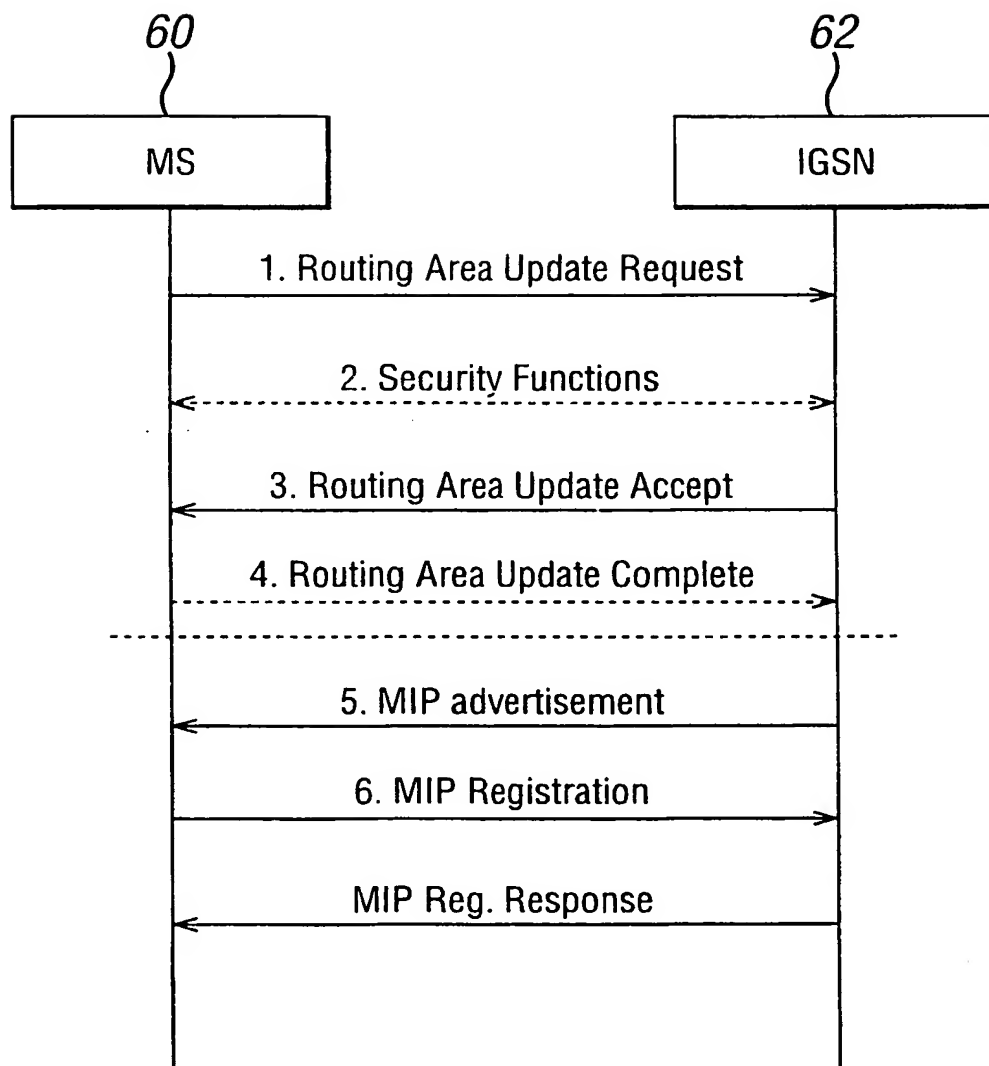 60
62
MS
IGSN
1. Routing Area Update Request
2. Security Functions
3. Routing Area Update Accept
4. Routing Area Update Complete
5. MIP advertisement
6. MIP Registration
MIP Reg. Response